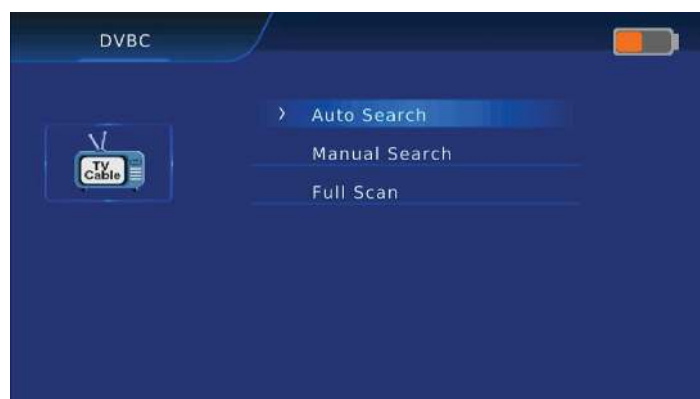 DVBC
› Auto Search
TV
Cable
Manual Search
Full Scan